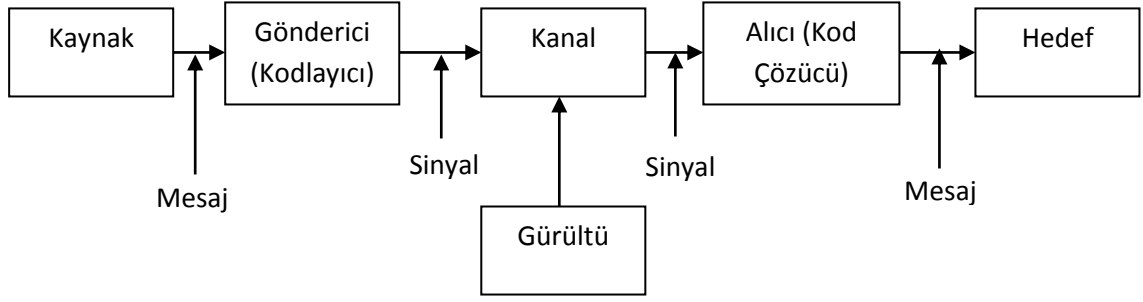 Kaynak
Gönderici
(Kodlayıcı)
Kanal
Alıcı (Kod
Çözücü)
Hedef
Mesaj
Sinyal
Sinyal
Mesaj
Gürültü